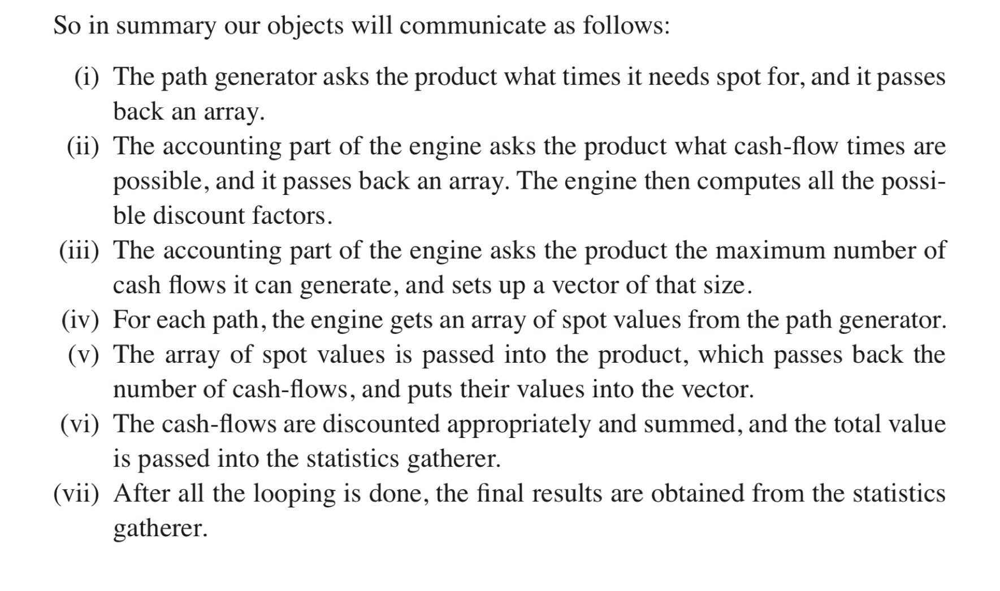 So in summary our objects will communicate as follows:
(i) The path generator asks the product what times it needs spot for, and it passes
back an array.
(ii) The accounting part of the engine asks the product what cash-flow times are
possible, and it passes back an array. The engine then computes all the possi-
ble discount factors.
(iii) The accounting part of the engine asks the product the maximum number of
cash flows it can generate, and sets up a vector of that size.
(iv) For each path, the engine gets an array of spot values from the path generator.
(v) The array of spot values is passed into the product, which passes back the
number of cash-flows, and puts their values into the vector.
(vi) The cash-flows are discounted appropriately and summed, and the total value
is passed into the statistics gatherer.
(vii) After all the looping is done, the final results are obtained from the statistics
gatherer.